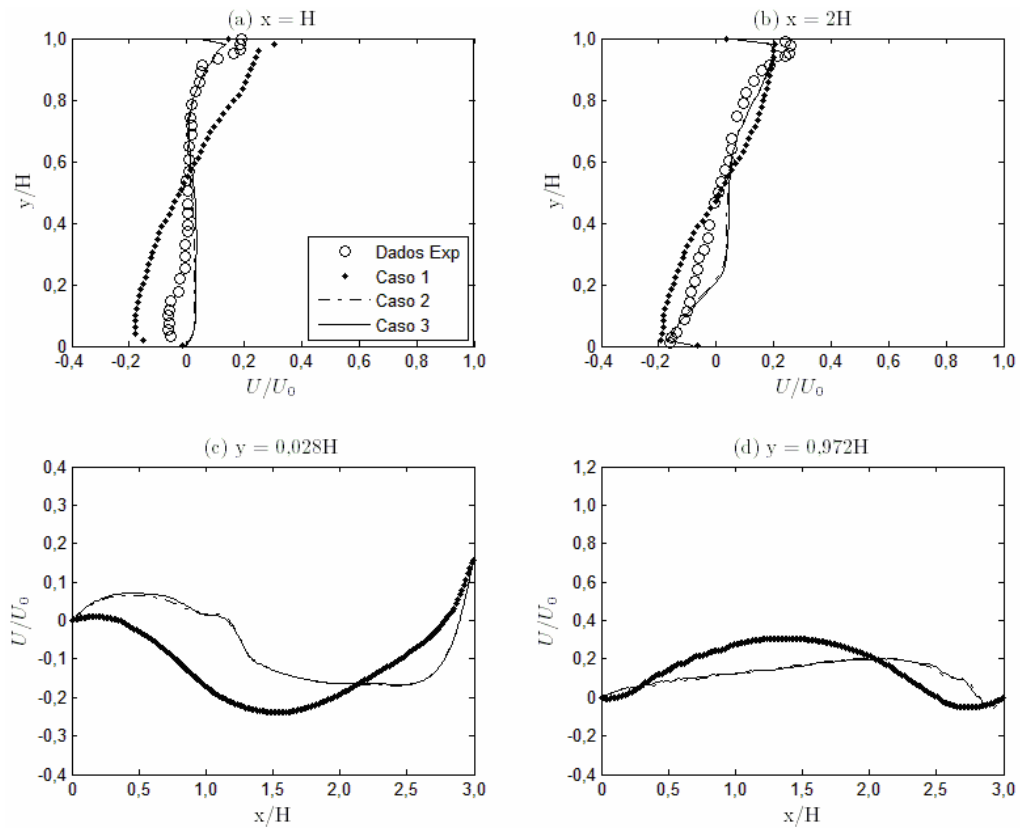 (a) x = H
1,0
0,8
0,6
0,4
0,2
0
y/H
-0,4 -0,2 0 0,2 0,4 0,6 0,8 1,0
U/U₀
Dados Exp
Caso 1
Caso 2
Caso 3
(b) x = 2H
1,0
0,8
0,6
0,4
0,2
0
y/H
-0,4 -0,2 0 0,2 0,4 0,6 0,8 1,0
U/U₀
(c) y = 0,028H
0,4
0,3
0,2
0,1
0
-0,1
-0,2
-0,3
-0,4
U/U₀
0 0,5 1,0 1,5 2,0 2,5 3,0
x/H
(d) y = 0,972H
1,2
1,0
0,8
0,6
0,4
0,2
0
-0,2
-0,4
U/U₀
0 0,5 1,0 1,5 2,0 2,5 3,0
x/H